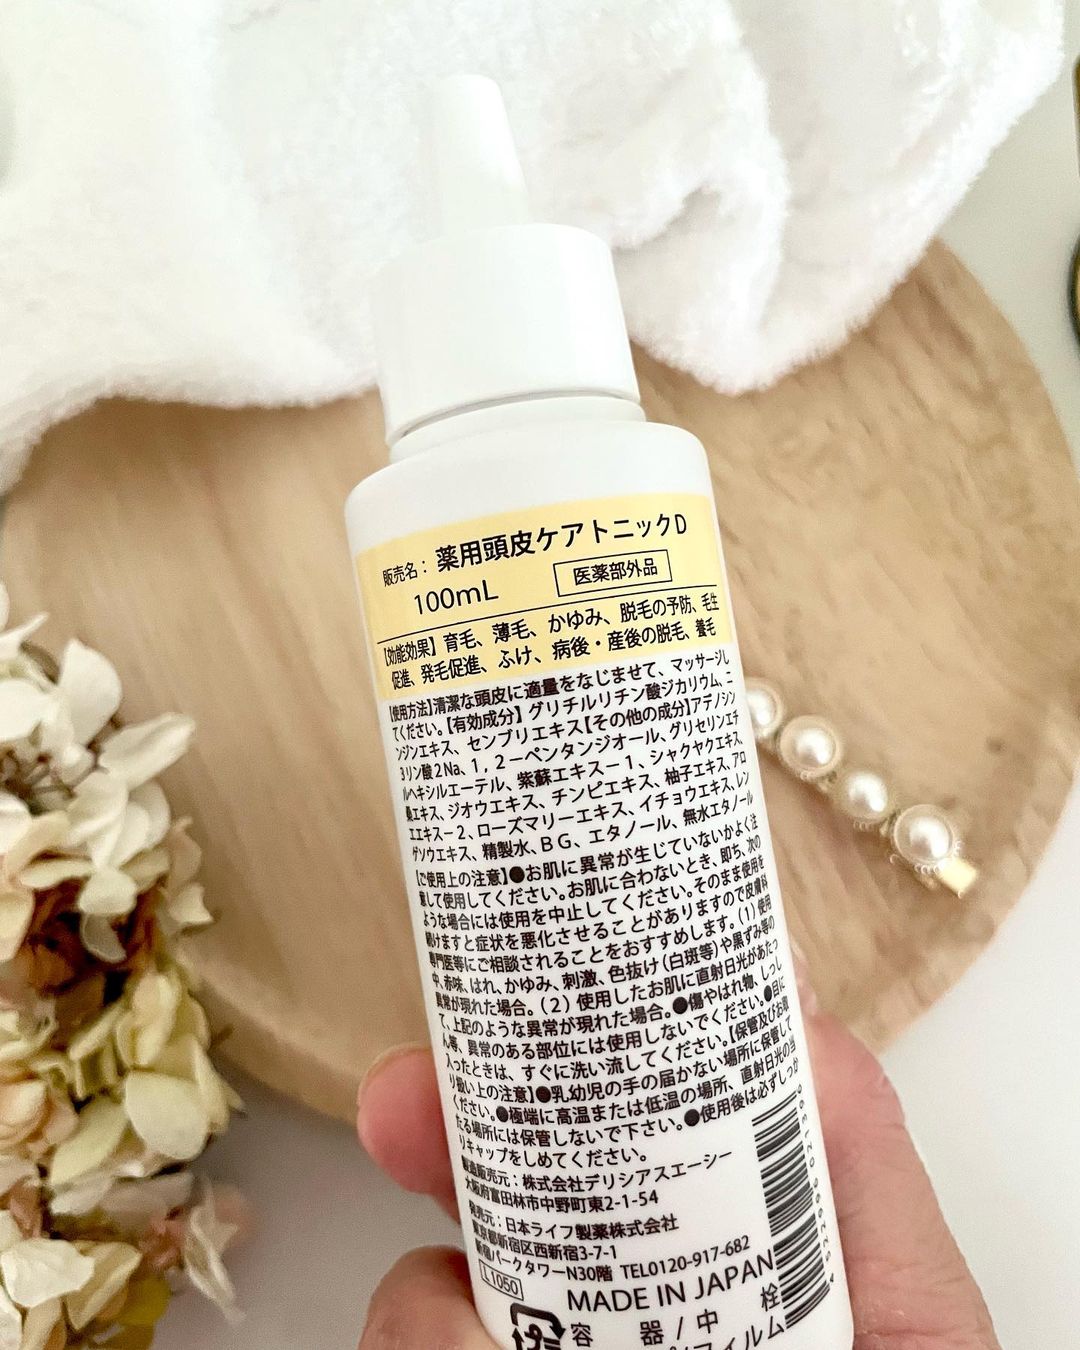 販売名：薬用頭皮ケアトニックD
100mL 医薬部外品
【効能効果】育毛、薄毛、かゆみ、脱毛の予防、毛生
促進、発毛促進、ふけ、病後・産後の脱毛、養毛
【使用方法】清潔な頭皮に適量をなじませて、マッサージし
てください。【有効成分】グリチルリチン酸ジカリウム、ニ
ンジンエキス、センブリエキス【その他の成分】アデノシン
3リン酸2Na、1,2-ペンタンジオール、グリセリンエチ
ルヘキシルエーテル、紫蘇エキス-1、シャクヤクエキス、
桑エキス、ジオウエキス、チンピエキス、柚子エキス、アロ
エエキス-2、ローズマリーエキス、イチョウエキス、レン
ゲソウエキス、精製水、BG、エタノール、無水エタノール
【ご使用上の注意】●お肌に異常が生じていないかよく注
意して使用してください。お肌に合わないとき、即ち、次の
ような場合には使用を中止してください。そのまま使用を
続けますと症状を悪化させることがありますので皮膚科
専門医等にご相談されることをおすすめします。(1)使用
中、赤味、はれ、かゆみ、刺激、色抜け(白斑等)や黒ずみ等の
異常が現れた場合。(2)使用したお肌に直射日光があたっ
て、上記のような異常が現れた場合。●傷やはれ物、しっし
ん等、異常のある部位には使用しないでください。●目に
入ったときは、すぐに洗い流してください。【保管及びお取
り扱い上の注意】●乳幼児の手の届かない場所に保管して
ください。●極端に高温または低温の場所、直射日光の当
たる場所には保管しないで下さい。●使用後は必ずしっか
りキャップをしめてください。
製造販売元：株式会社デリシアスエーシー
大阪府富田林市中野町東2-1-54
発売元：日本ライフ製薬株式会社
東京都新宿区西新宿3-7-1
新宿パークタワーN30階 TEL0120-917-682
L1050
MADE IN JAPAN
容器/中栓